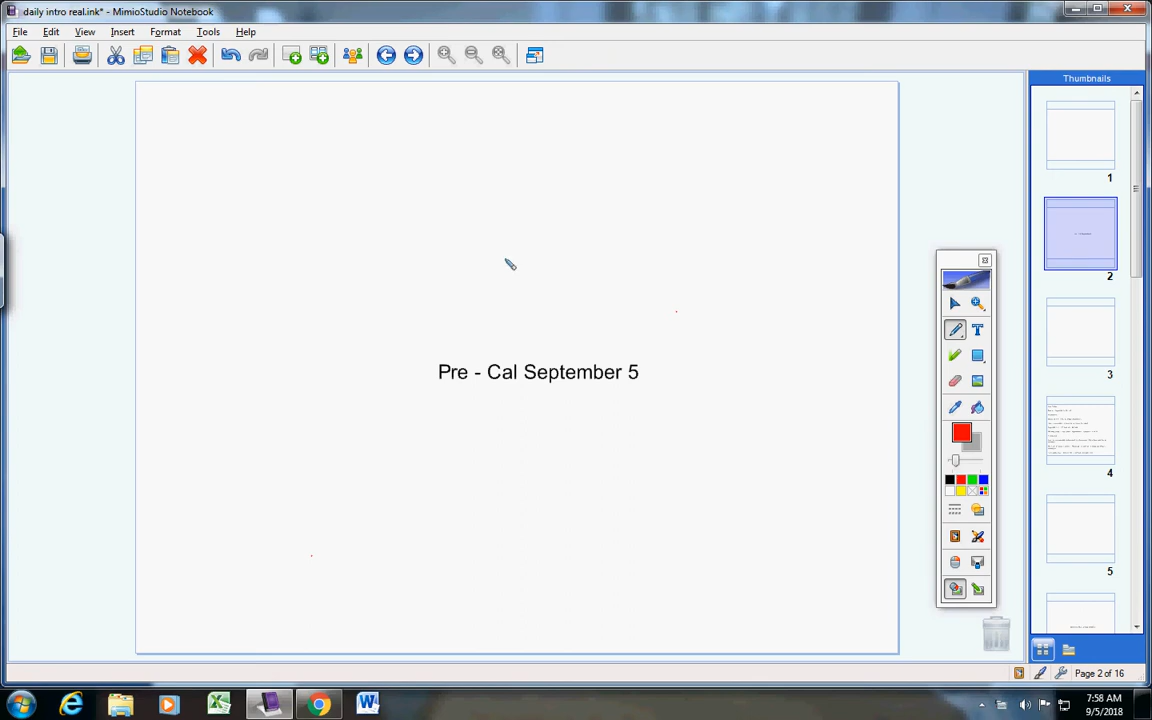 daily intro real.ink* - MimioStudio Notebook
File Edit View Insert Format Tools Help
Thumbnails
1
2
3
4
5
Pre - Cal September 5
T
Page 2 of 16
7:58 AM
9/5/2018